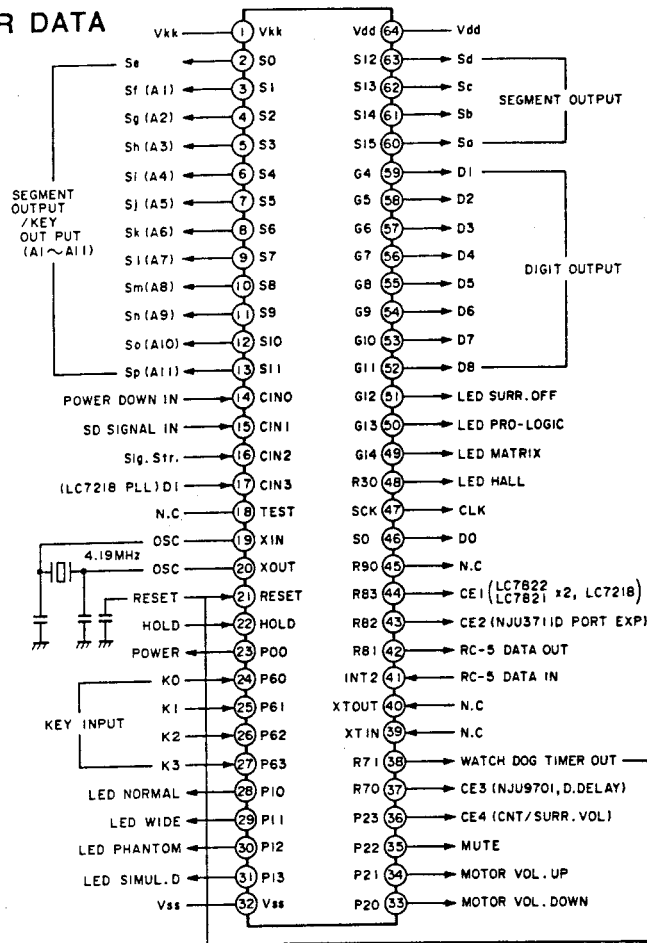 R DATA
Vkk 1 Vkk Vdd 64 Vdd
Se 2 S0 S12 63 Sd
Sf (A1) 3 S1 S13 62 Sc
Sg (A2) 4 S2 S14 61 Sb
Sh (A3) 5 S3 S15 60 Sa
SEGMENT OUTPUT
Si (A4) 6 S4 G4 59 D1
Sj (A5) 7 S5 G5 58 D2
Sk (A6) 8 S6 G6 57 D3
Sl (A7) 9 S7 G7 56 D4
Sm (A8) 10 S8 G8 55 D5
Sn (A9) 11 S9 G9 54 D6
So (A10) 12 S10 G10 53 D7
Sp (A11) 13 S11 G11 52 D8
SEGMENT
OUTPUT
/KEY
OUT PUT
(A1~A11)
DIGIT OUTPUT
POWER DOWN IN 14 CIN0 G12 51 LED SURR.OFF
SD SIGNAL IN 15 CIN1 G13 50 LED PRO-LOGIC
Sig. Str. 16 CIN2 G14 49 LED MATRIX
(LC7218 PLL) DI 17 CIN3 R30 48 LED HALL
N.C 18 TEST SCK 47 CLK
OSC 19 XIN SO 46 DO
4.19MHz
OSC 20 XOUT R90 45 N.C
RESET 21 RESET R83 44 CE1 (LC7822 LC7821 x2, LC7218)
HOLD 22 HOLD R82 43 CE2 (NJU3711D PORT EXP)
POWER 23 P00 R81 42 RC-5 DATA OUT
K0 24 P60 INT2 41 RC-5 DATA IN
K1 25 P61 XTOUT 40 N.C
KEY INPUT
K2 26 P62 XTIN 39 N.C
K3 27 P63 R71 38 WATCH DOG TIMER OUT
LED NORMAL 28 P10 R70 37 CE3 (NJU9701, D.DELAY)
LED WIDE 29 P11 P23 36 CE4 (CNT/SURR.VOL)
LED PHANTOM 30 P12 P22 35 MUTE
LED SIMUL.D 31 P13 P21 34 MOTOR VOL.UP
Vss 32 Vss P20 33 MOTOR VOL.DOWN